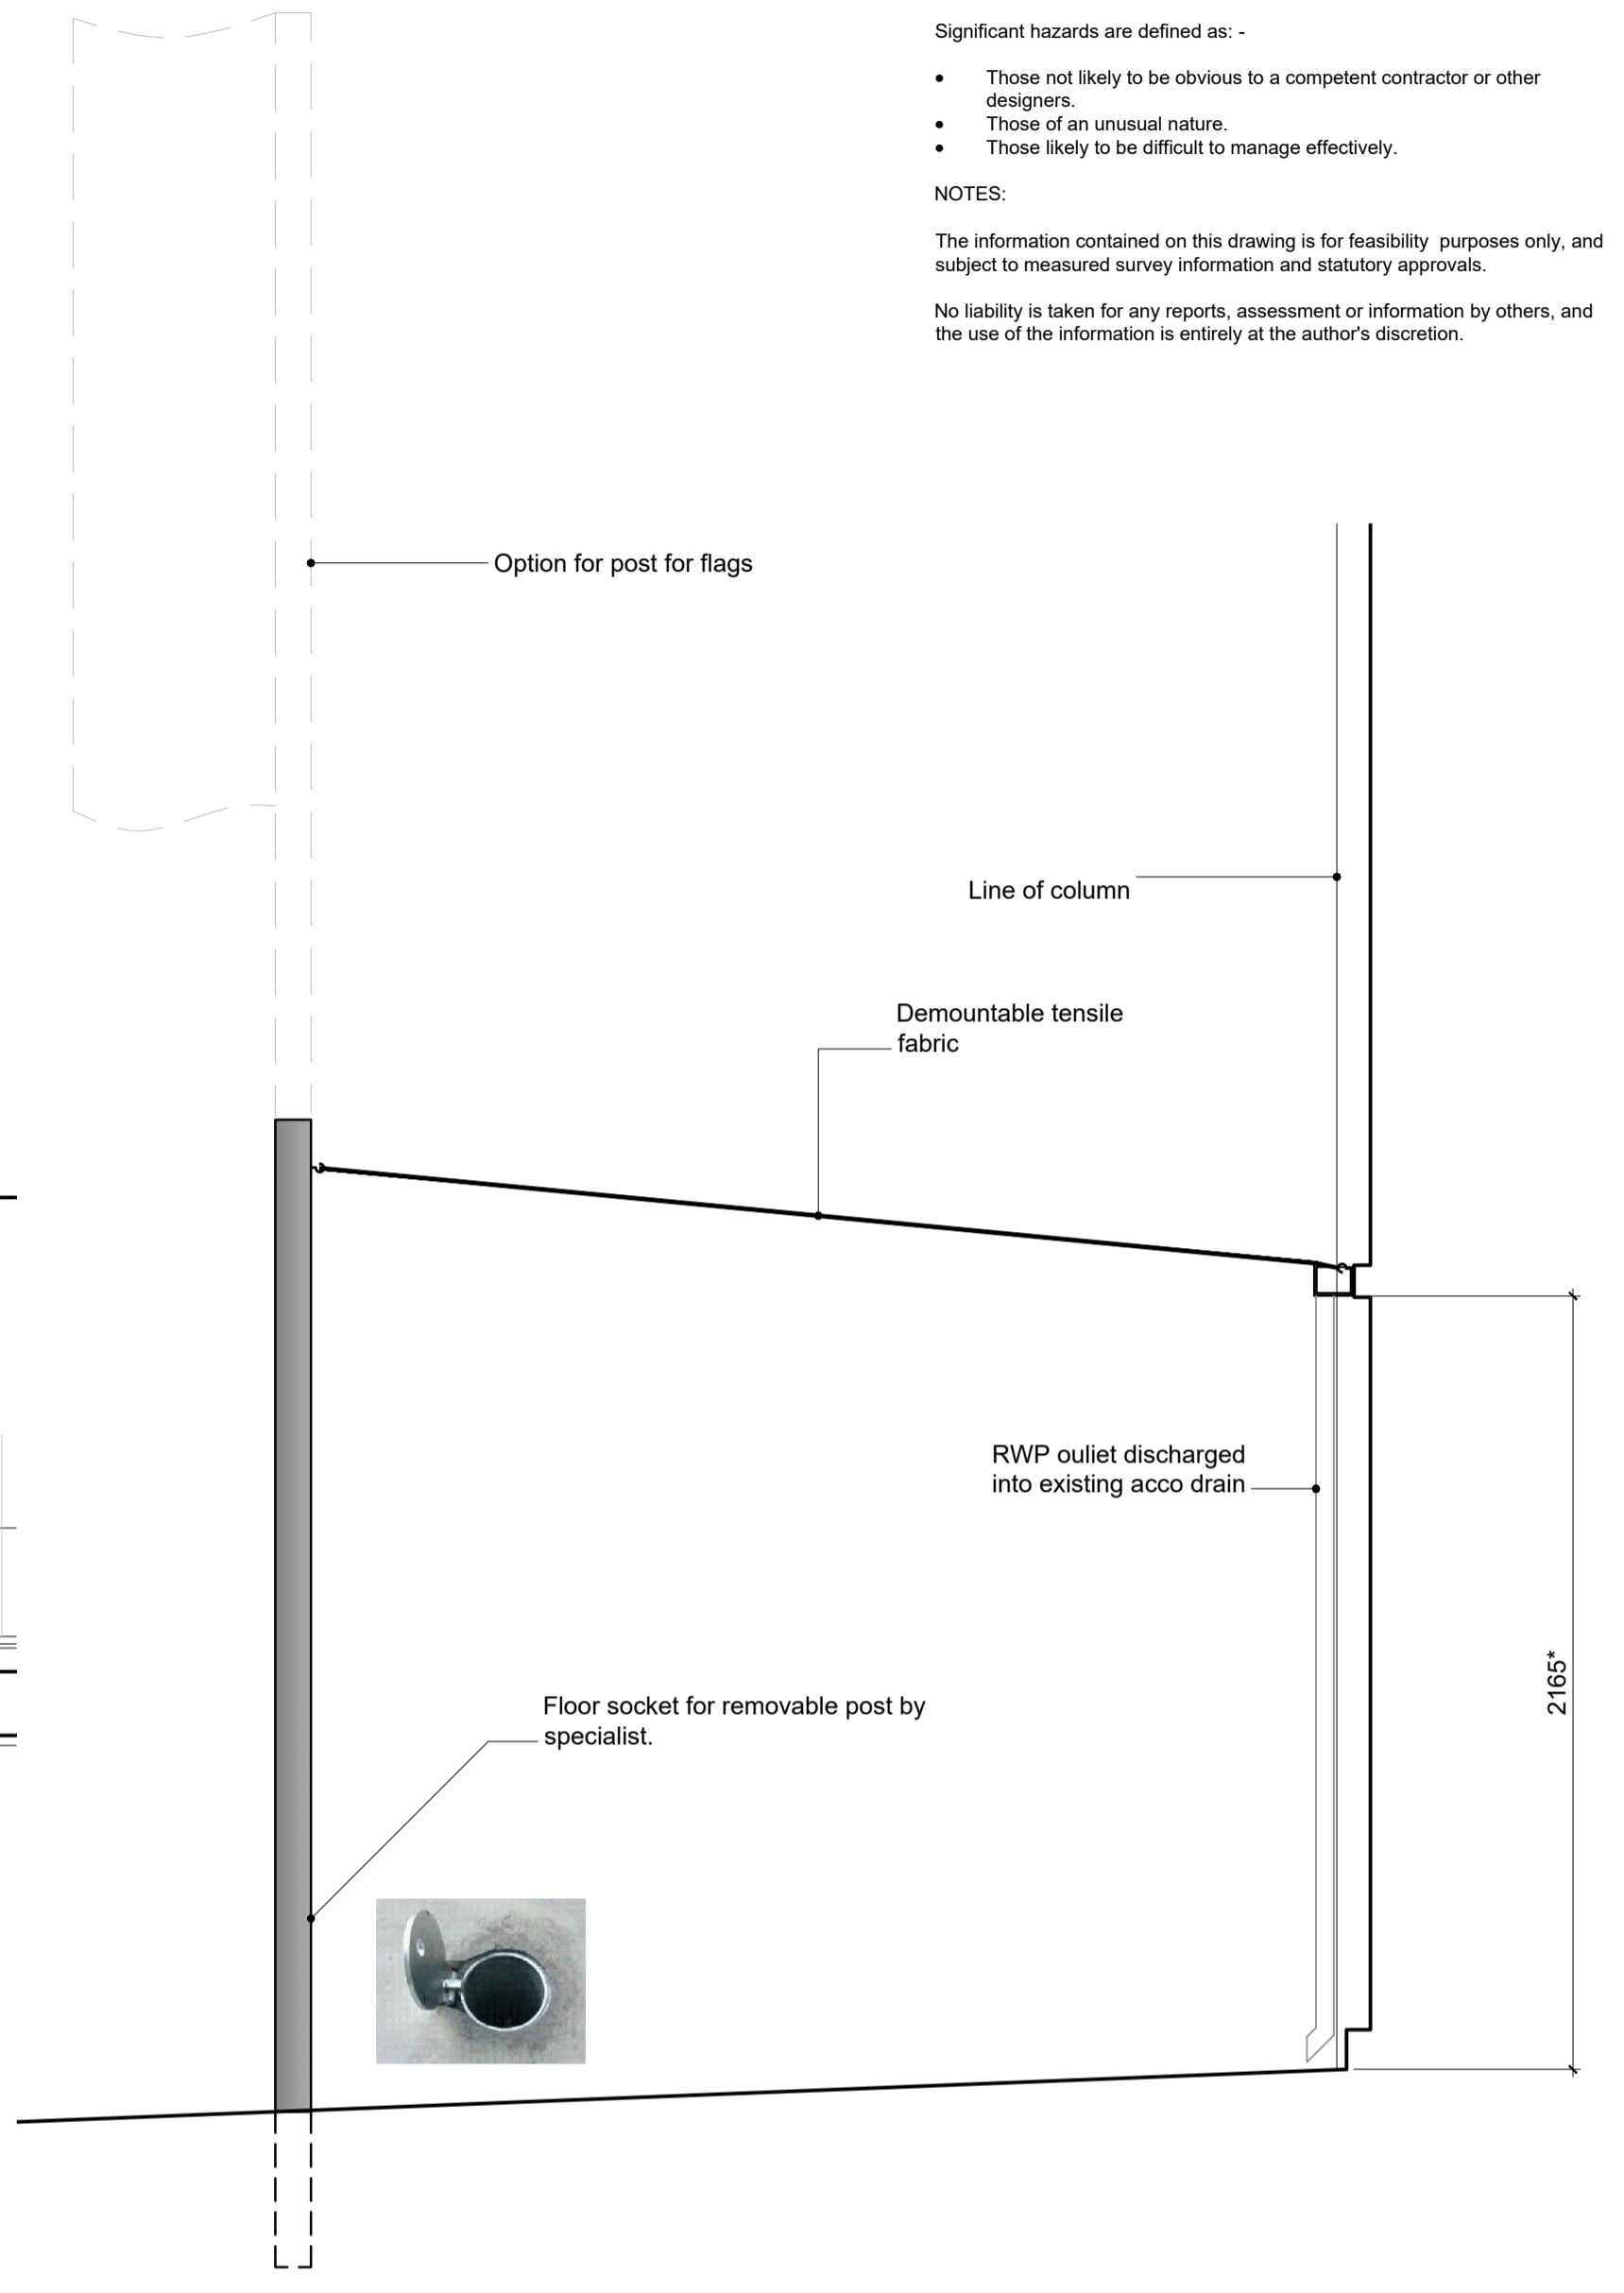 Significant hazards are defined as: -
• Those not likely to be obvious to a competent contractor or other
designers.
• Those of an unusual nature.
• Those likely to be difficult to manage effectively.
NOTES:
The information contained on this drawing is for feasibility purposes only, and
subject to measured survey information and statutory approvals.
No liability is taken for any reports, assessment or information by others, and
the use of the information is entirely at the author's discretion.
Option for post for flags
Line of column
Demountable tensile
fabric
RWP ouliet discharged
into existing acco drain
2165*
Floor socket for removable post by
specialist.